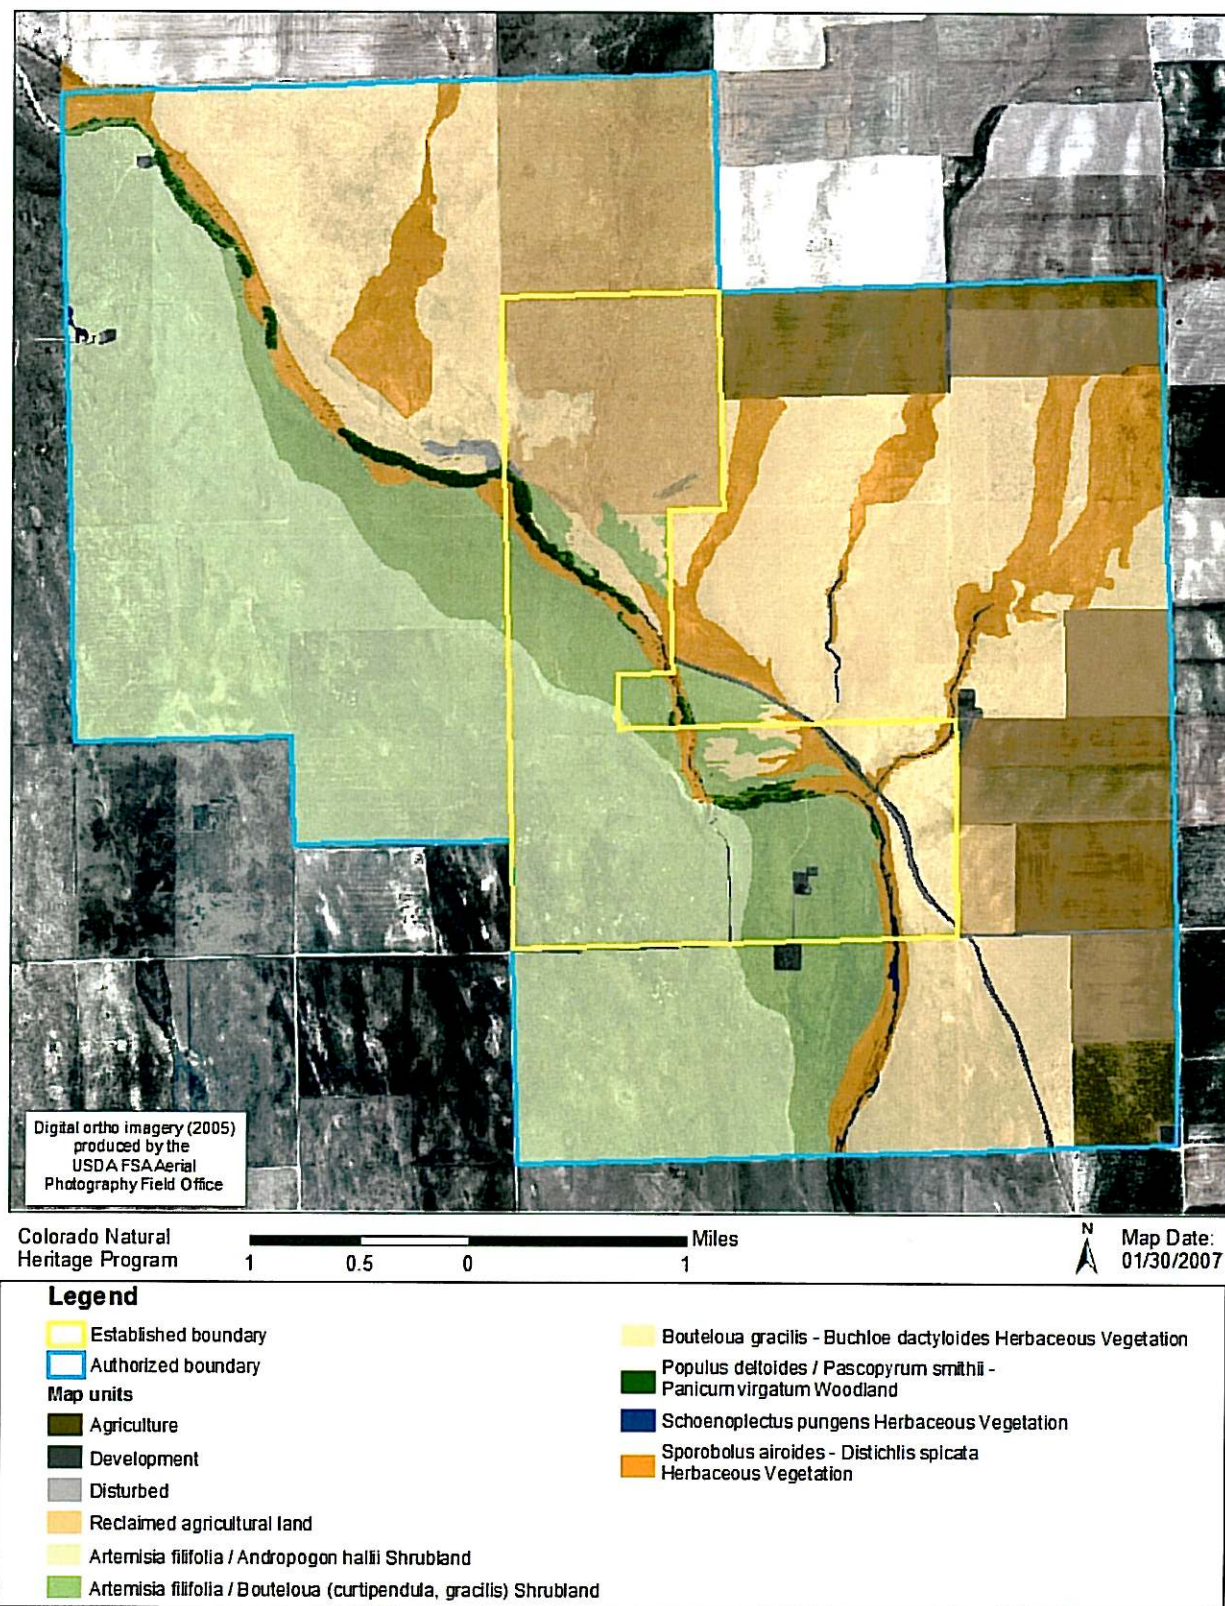 Digital ortho imagery (2005)
produced by the
USDA FSA Aerial
Photography Field Office
Colorado Natural
Heritage Program
Miles
1 0.5 0 1
N
Map Date:
01/30/2007
Legend
Established boundary
Authorized boundary
Map units
Agriculture
Development
Disturbed
Reclaimed agricultural land
Artemisia filifolia / Andropogon hallii Shrubland
Artemisia filifolia / Bouteloua (curtipendula, gracilis) Shrubland
Bouteloua gracilis - Buchloe dactyloides Herbaceous Vegetation
Populus deltoides / Pascopyrum smithii -
Panicum virgatum Woodland
Schoenoplectus pungens Herbaceous Vegetation
Sporobolus airoides - Distichlis spicata
Herbaceous Vegetation